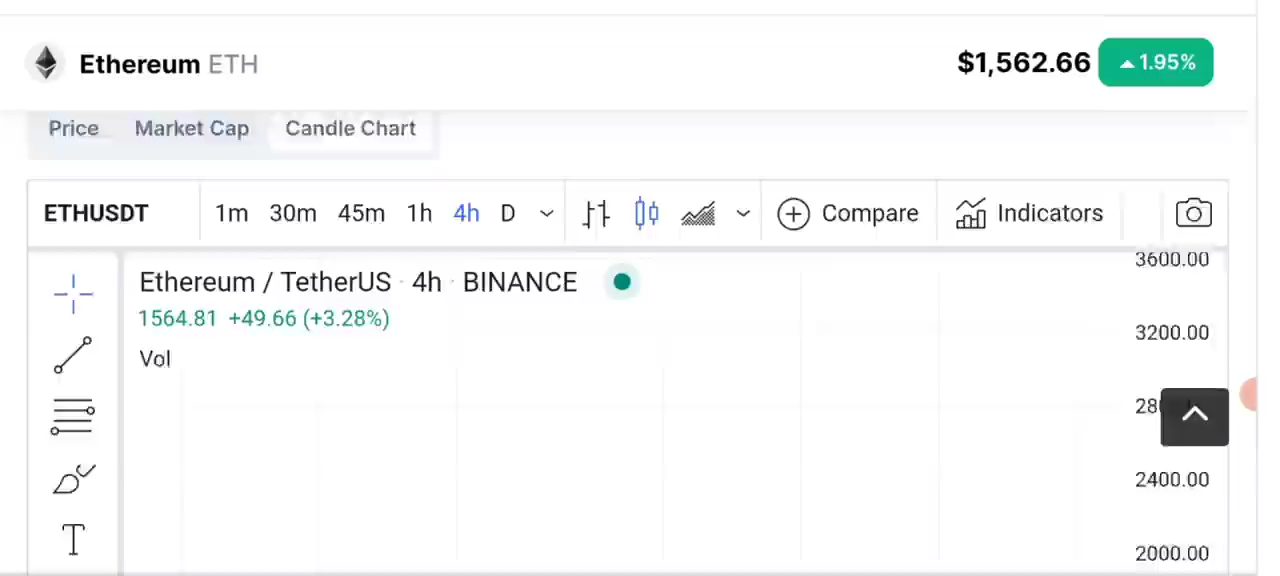 Ethereum ETH
$1,562.66 ▲1.95%
Price Market Cap Candle Chart
ETHUSDT 1m 30m 45m 1h 4h D Compare Indicators
3600.00
Ethereum / TetherUS · 4h · BINANCE
1564.81 +49.66 (+3.28%)
3200.00
Vol
28
2400.00
T
2000.00